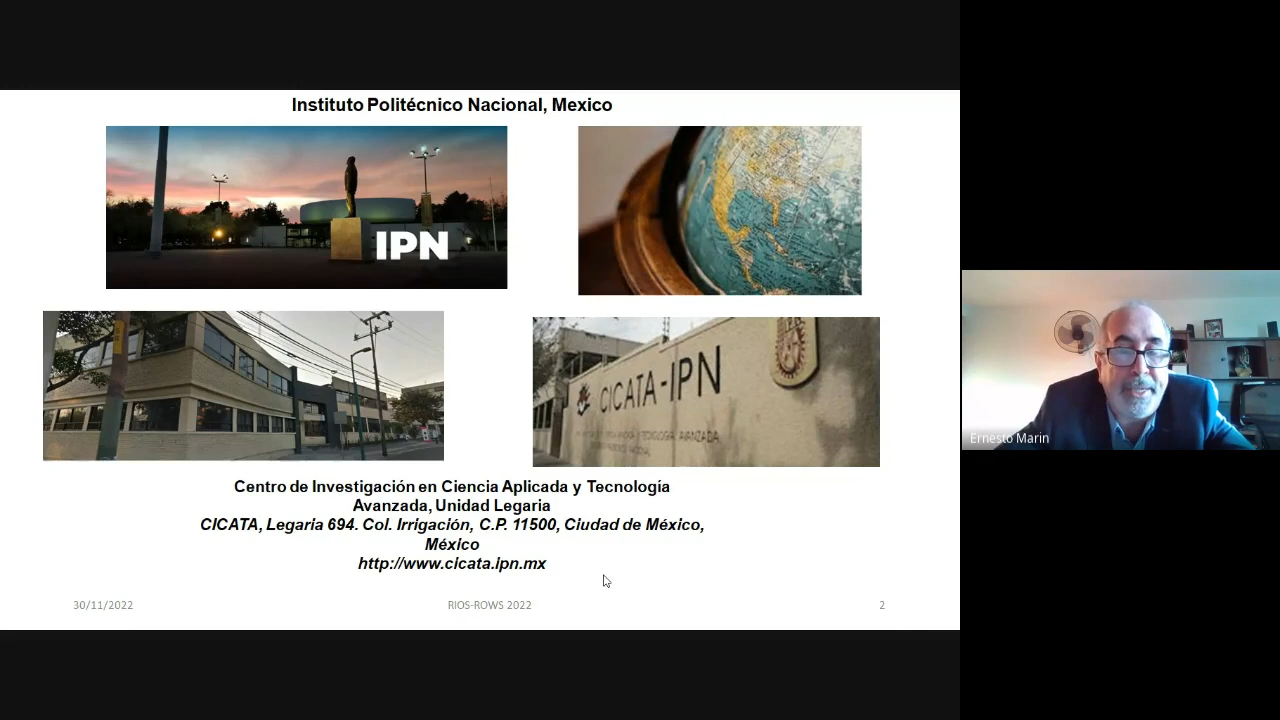 Instituto Politécnico Nacional, Mexico
IPN
CICATA-IPN
TECNOLOGÍA AVANZADA
Centro de Investigación en Ciencia Aplicada y Tecnología
Avanzada, Unidad Legaria
CICATA, Legaria 694. Col. Irrigación, C.P. 11500, Ciudad de México,
México
http://www.cicata.ipn.mx
30/11/2022
RIOS-ROWS 2022
2
Ernesto Marin